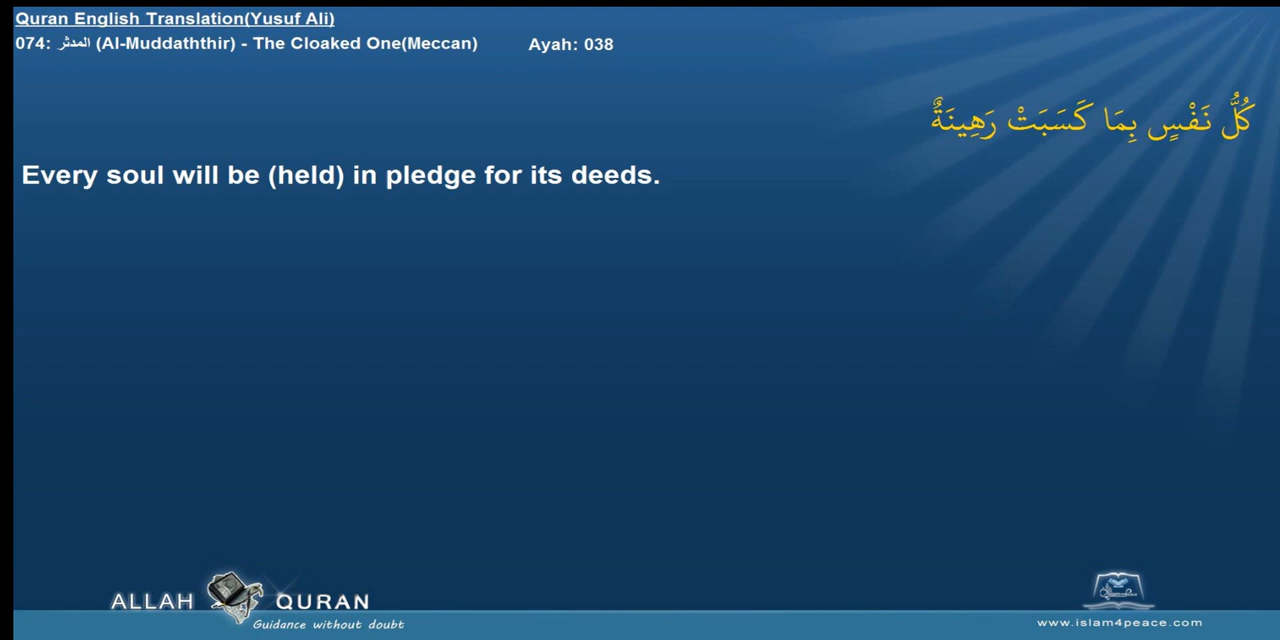 Quran English Translation(Yusuf Ali)
074: المدثر (Al-Muddaththir) - The Cloaked One(Meccan) Ayah: 038
كُلُّ نَفْسٍ بِمَا كَسَبَتْ رَهِينَةٌ
Every soul will be (held) in pledge for its deeds.
ALLAH QURAN
Guidance without doubt
www.islam4peace.com